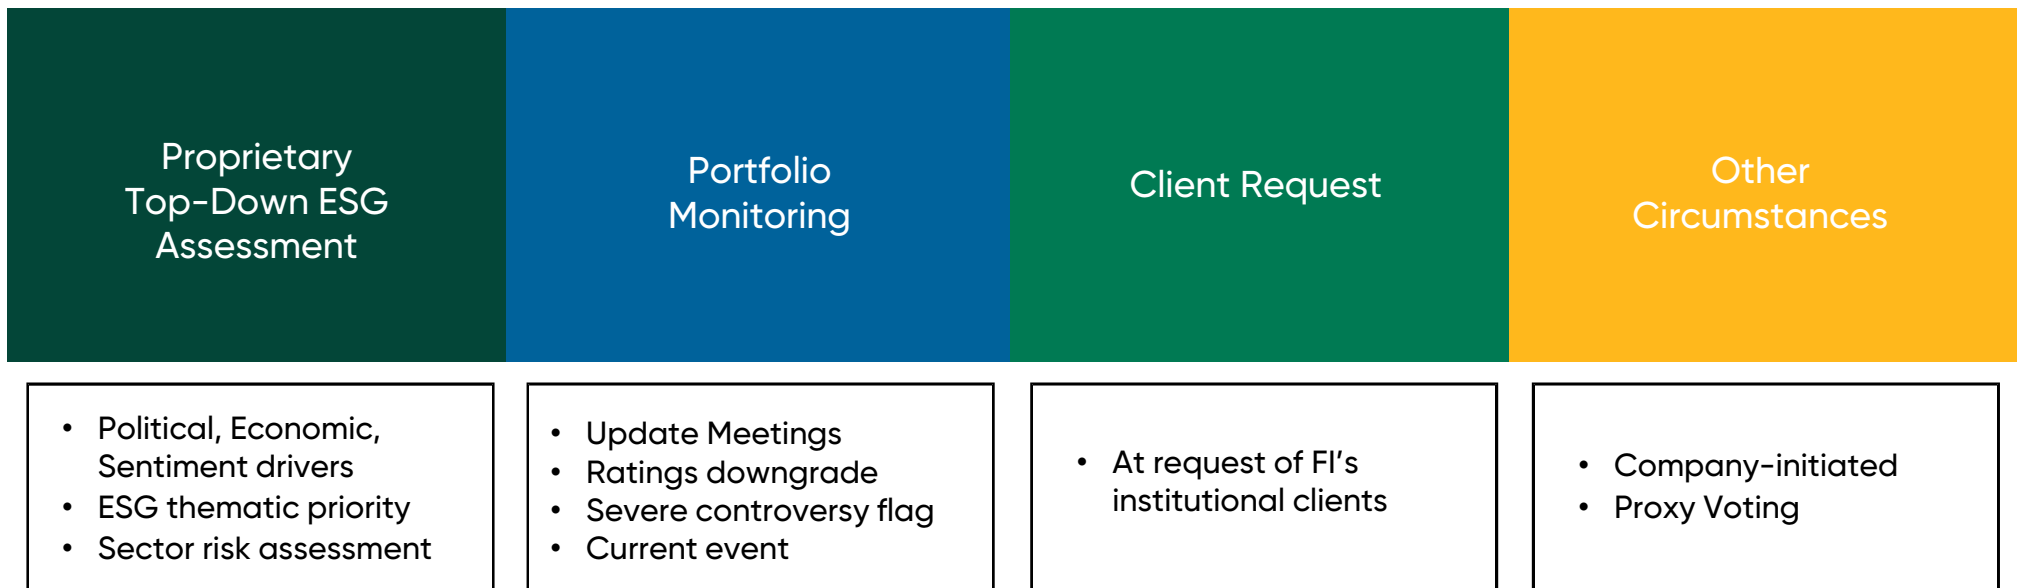 Proprietary
Top-Down ESG
Assessment
Portfolio
Monitoring
Client Request
Other
Circumstances
• Political, Economic,
Sentiment drivers
• ESG thematic priority
• Sector risk assessment
• Update Meetings
• Ratings downgrade
• Severe controversy flag
• Current event
• At request of FI’s
institutional clients
• Company-initiated
• Proxy Voting